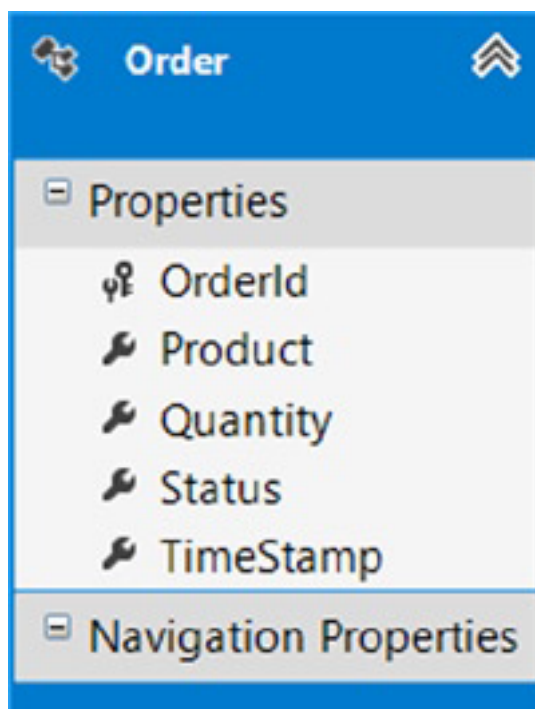 Order
Properties
OrderId
Product
Quantity
Status
TimeStamp
Navigation Properties